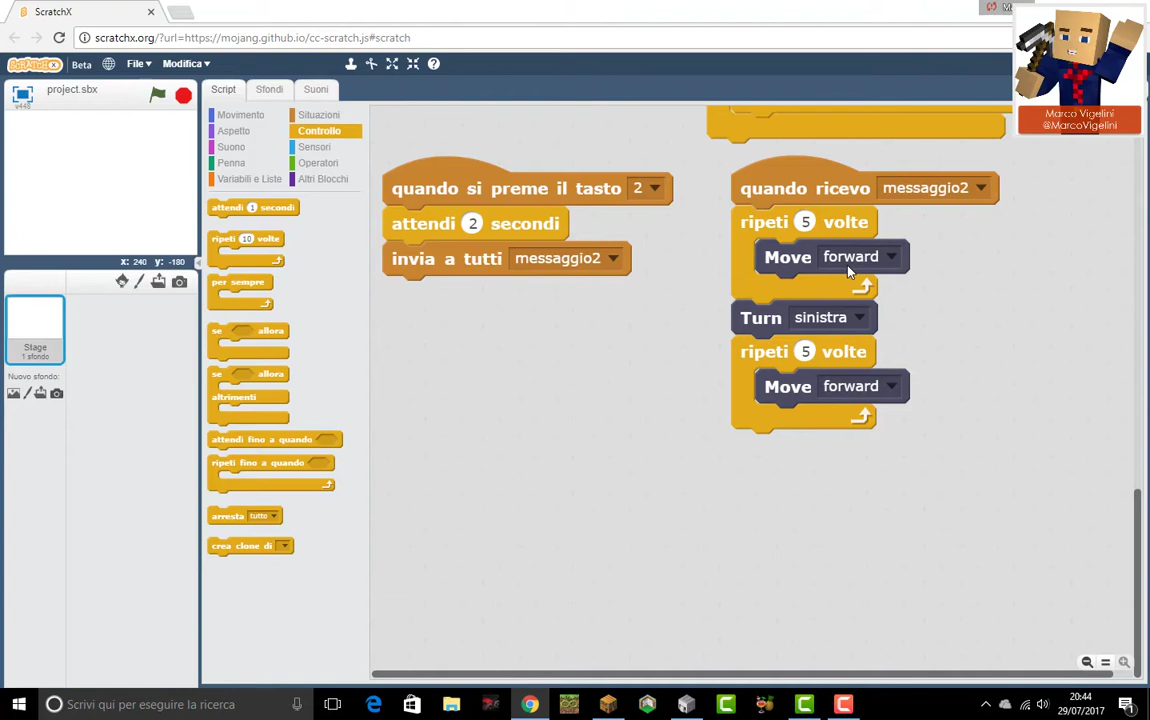 ScratchX
scratchx.org/?url=https://mojang.github.io/cc-scratch.js#scratch
Marco Vigelini
@MarcoVigelini
Beta
File
Modifica
v448
project.sbx
Script
Sfondi
Suoni
Movimento
Situazioni
Aspetto
Controllo
Suono
Sensori
Penna
Operatori
Variabili e Liste
Altri Blocchi
x: 240 y: -180
Stage
1 sfondo
Nuovo sfondo:
attendi 1 secondi
ripeti 10 volte
per sempre
se allora
se allora
altrimenti
attendi fino a quando
ripeti fino a quando
arresta tutto
crea clone di
quando si preme il tasto 2
attendi 2 secondi
invia a tutti messaggio2
quando ricevo messaggio2
ripeti 5 volte
Move forward
Turn sinistra
ripeti 5 volte
Move forward
Scrivi qui per eseguire la ricerca
20:44
29/07/2017